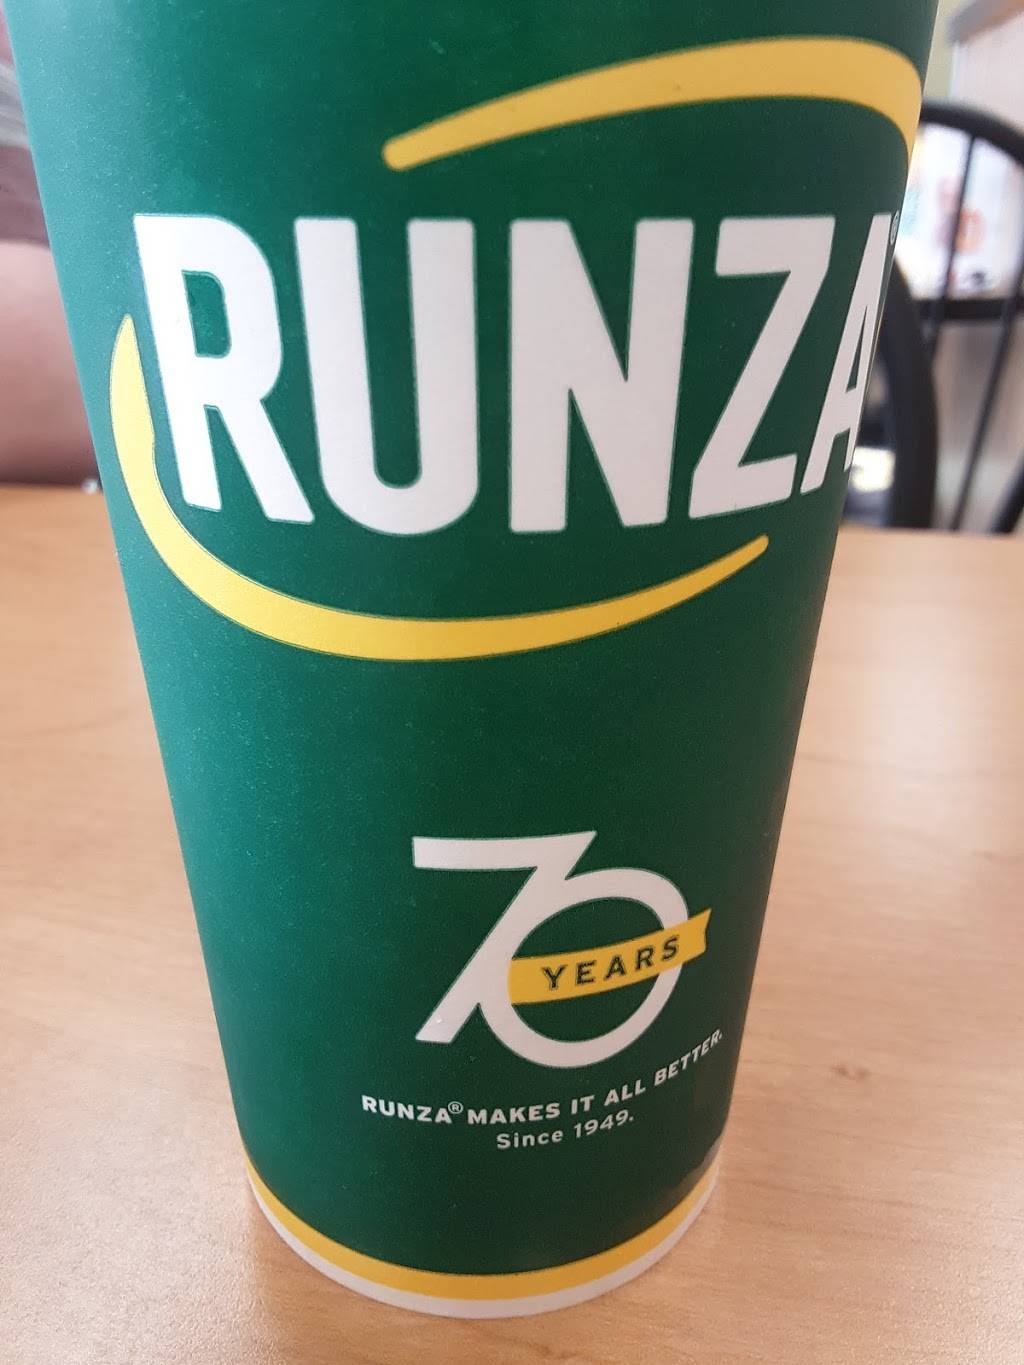 RUNZA®
70
YEARS
RUNZA® MAKES IT ALL BETTER.
Since 1949.